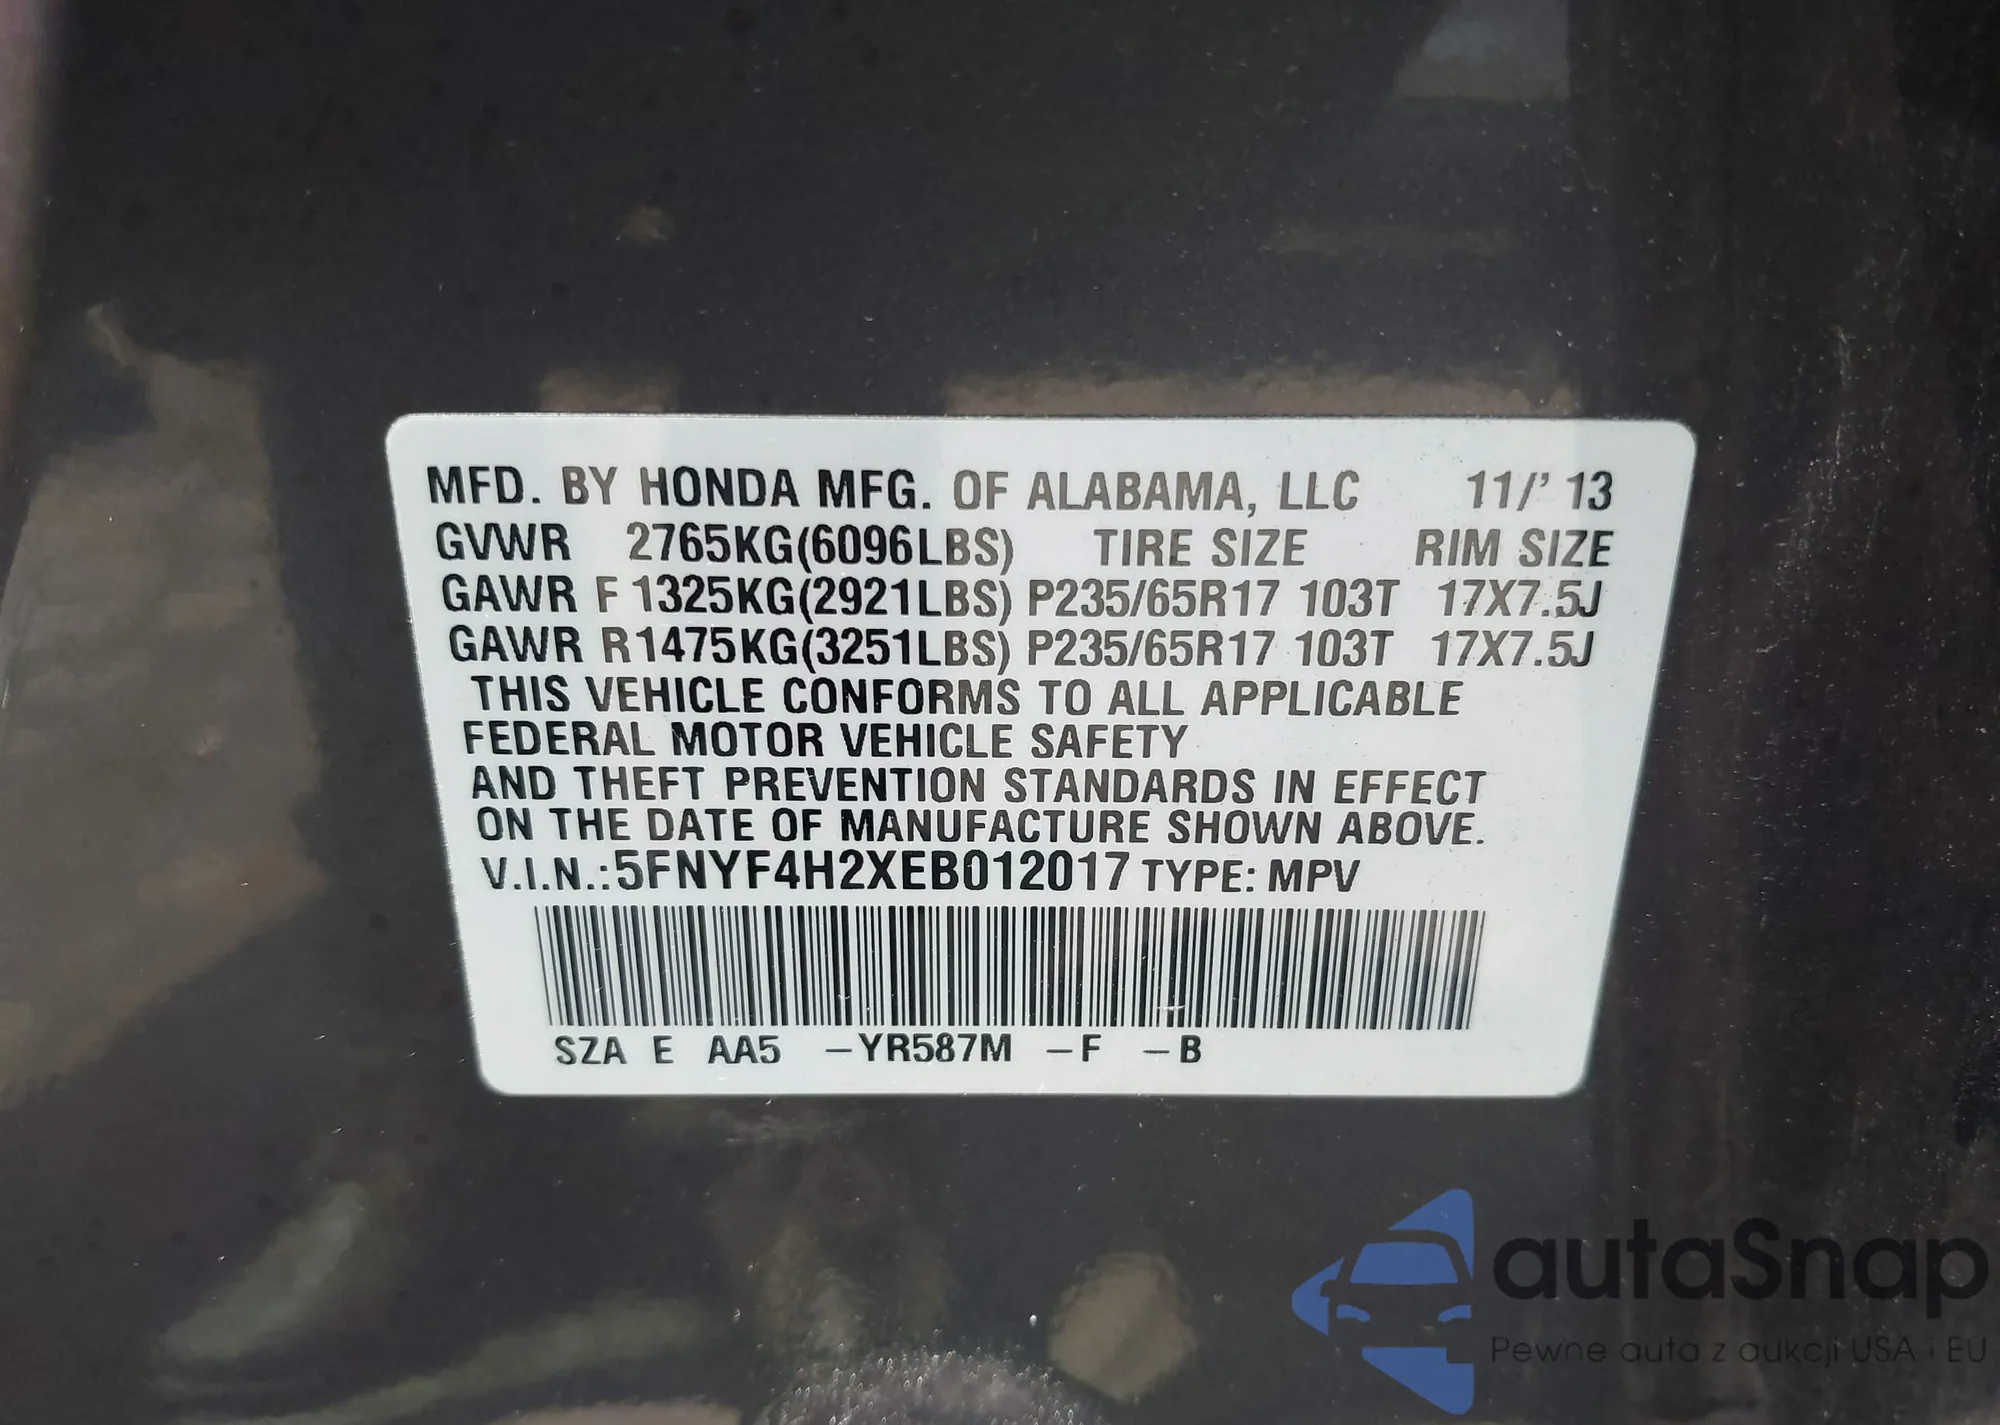 MFD. BY HONDA MFG. OF ALABAMA, LLC 11/' 13
GVWR 2765KG(6096LBS) TIRE SIZE RIM SIZE
GAWR F 1325KG(2921LBS) P235/65R17 103T 17X7.5J
GAWR R1475KG(3251LBS) P235/65R17 103T 17X7.5J
THIS VEHICLE CONFORMS TO ALL APPLICABLE
FEDERAL MOTOR VEHICLE SAFETY
AND THEFT PREVENTION STANDARDS IN EFFECT
ON THE DATE OF MANUFACTURE SHOWN ABOVE.
V.I.N.:5FNYF4H2XEB012017 TYPE: MPV
SZA E AA5 –YR587M –F –B
autaSnap
Pewne auta z aukcji USA i EU